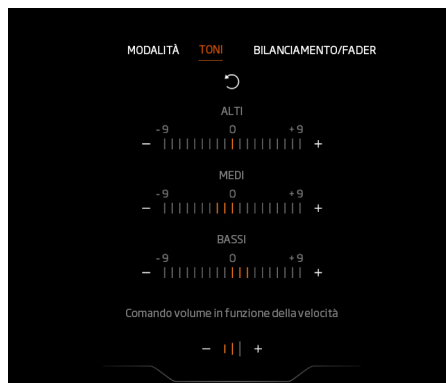 MODALITÀ TONI BILANCIAMENTO/FADER
ALTI
-9 0 +9
− +
MEDI
-9 0 +9
− +
BASSI
-9 0 +9
− +
Comando volume in funzione della velocità
− +